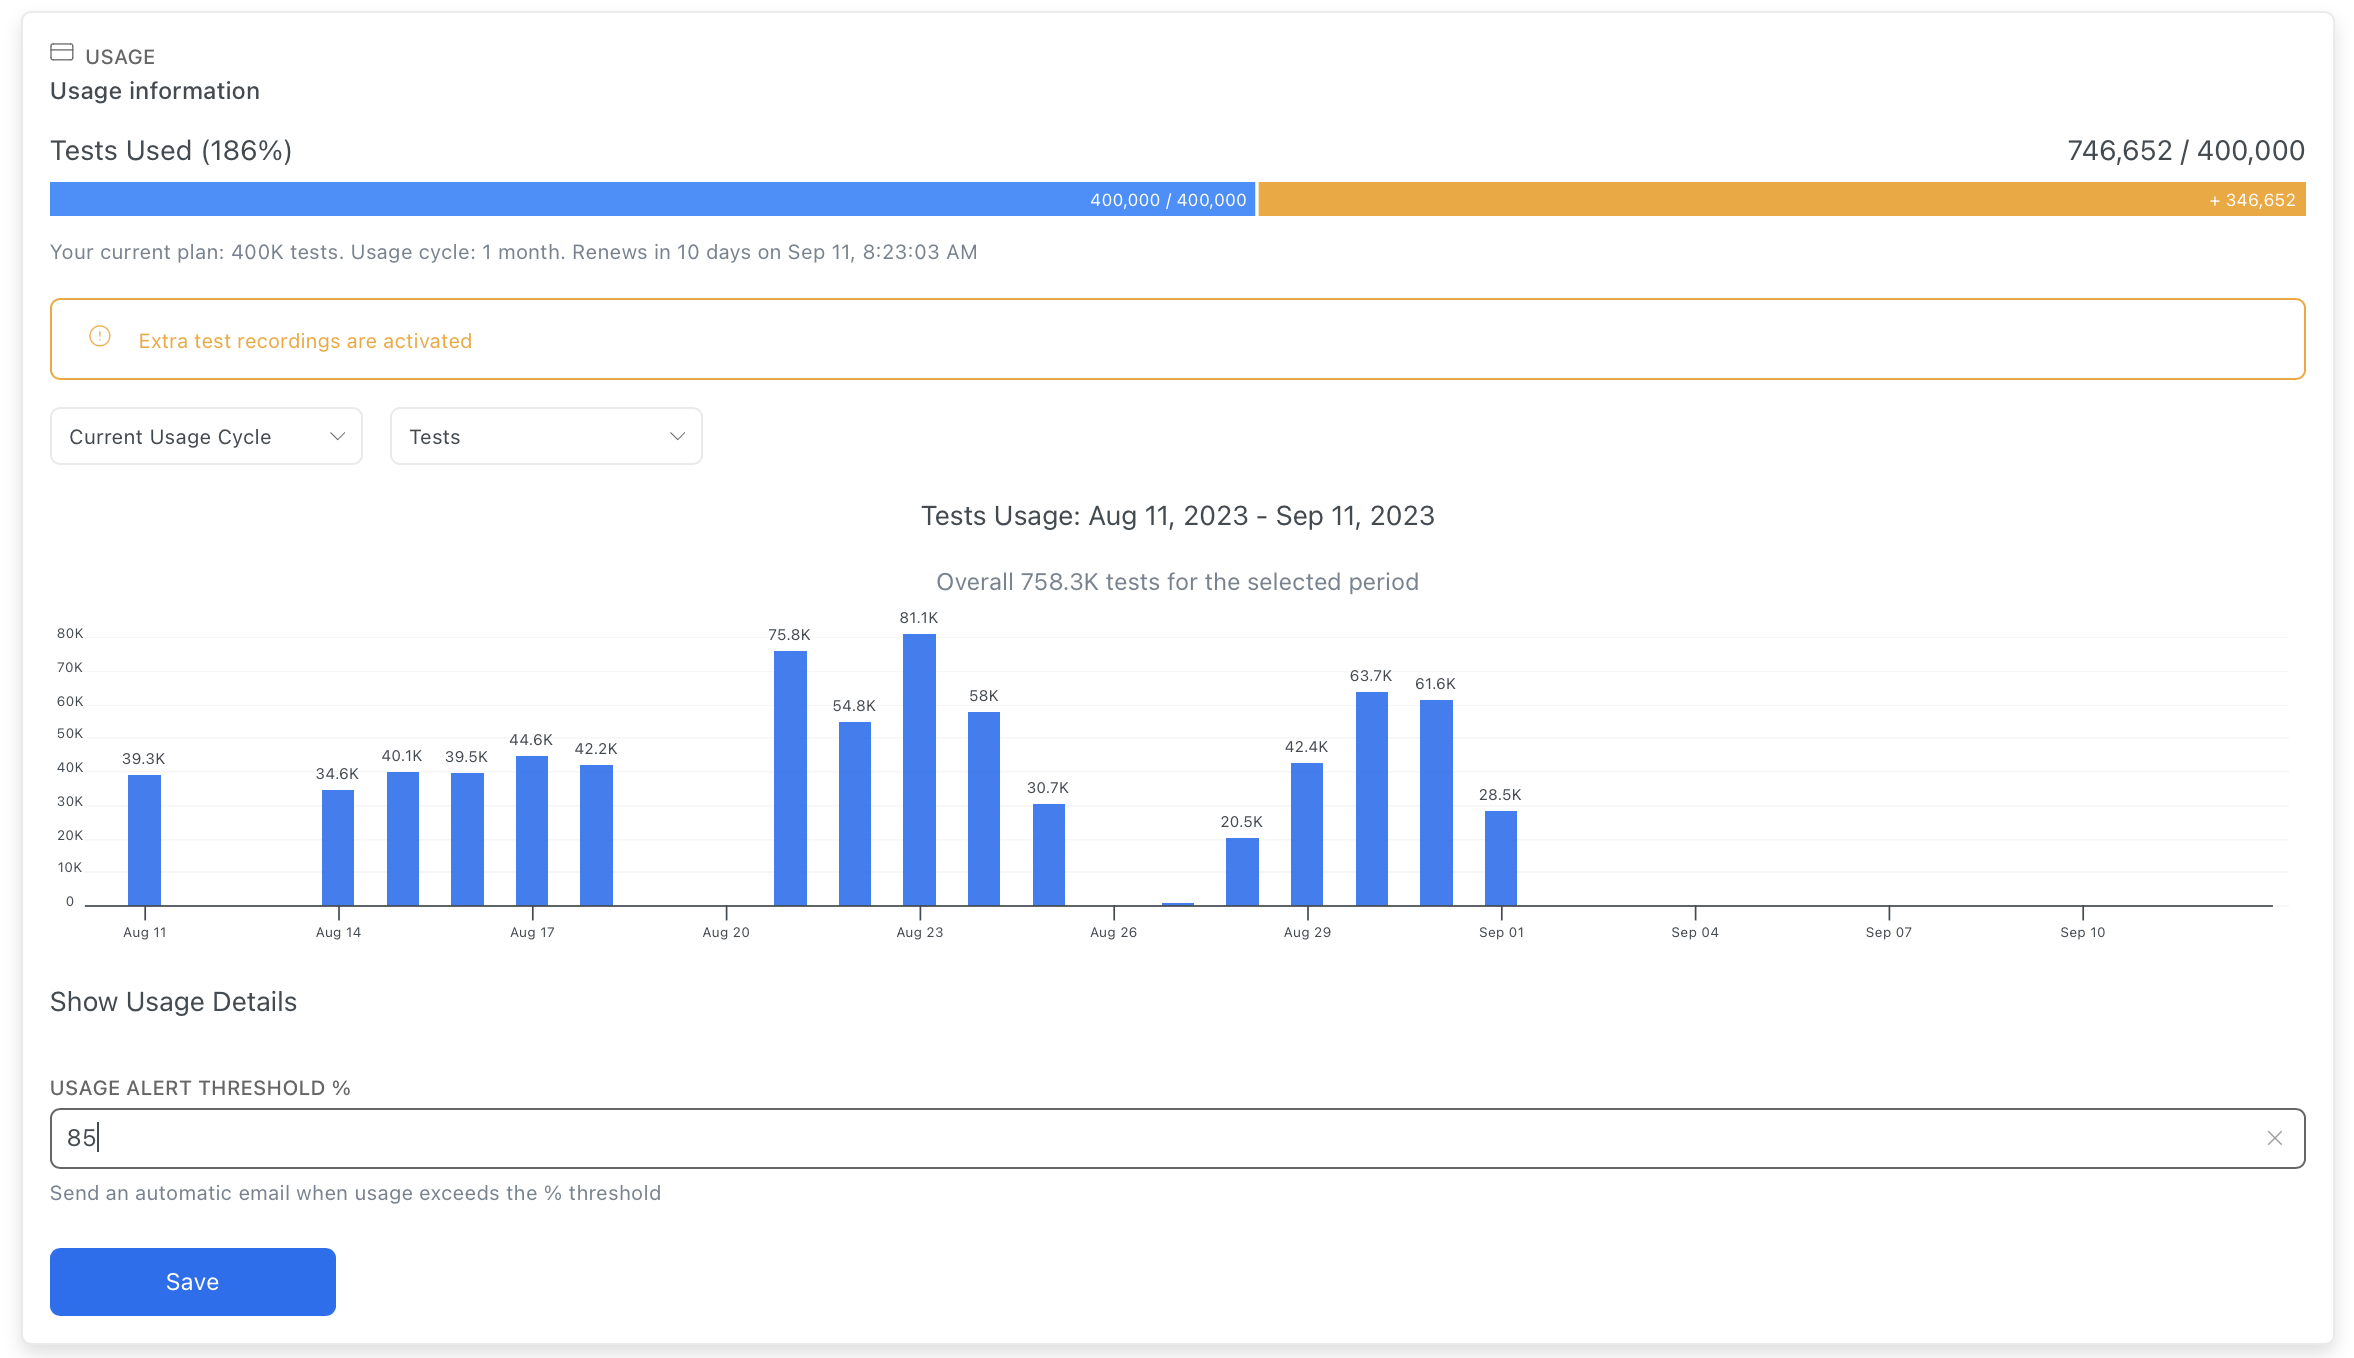 USAGE
Usage information
Tests Used (186%) 746,652 / 400,000
400,000 / 400,000 + 346,652
Your current plan: 400K tests. Usage cycle: 1 month. Renews in 10 days on Sep 11, 8:23:03 AM
Extra test recordings are activated
Current Usage Cycle Tests
Tests Usage: Aug 11, 2023 - Sep 11, 2023
Overall 758.3K tests for the selected period
80K
70K
60K
50K
40K
30K
20K
10K
0
39.3K
34.6K
40.1K
39.5K
44.6K
42.2K
75.8K
54.8K
81.1K
58K
30.7K
20.5K
42.4K
63.7K
61.6K
28.5K
Aug 11 Aug 14 Aug 17 Aug 20 Aug 23 Aug 26 Aug 29 Sep 01 Sep 04 Sep 07 Sep 10
Show Usage Details
USAGE ALERT THRESHOLD %
85
Send an automatic email when usage exceeds the % threshold
Save